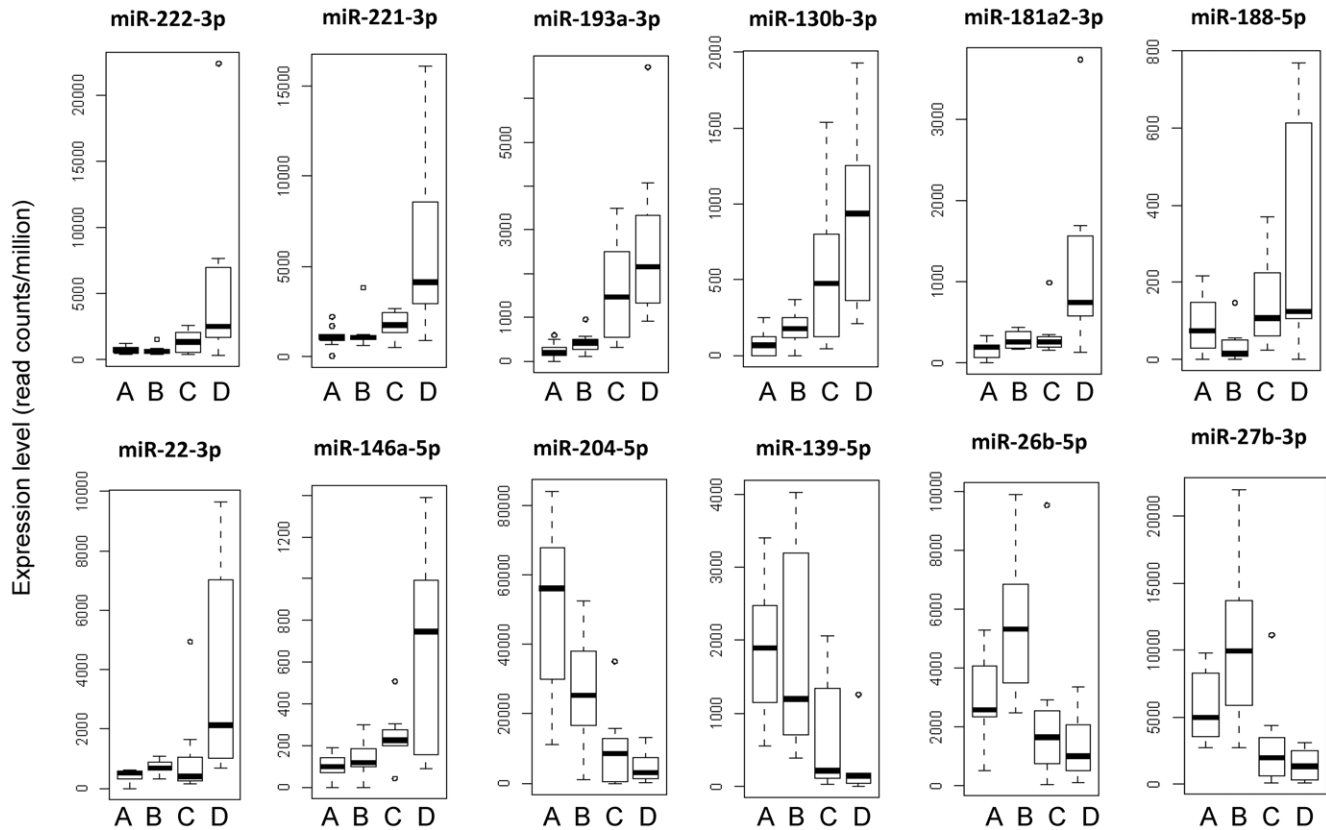 Expression level (read counts/million)
miR-222-3p
0 5000 10000 15000 20000
A B C D
miR-221-3p
0 5000 10000 15000
A B C D
miR-193a-3p
0 1000 3000 5000
A B C D
miR-130b-3p
0 500 1000 1500 2000
A B C D
miR-181a2-3p
0 1000 2000 3000
A B C D
miR-188-5p
0 200 400 600 800
A B C D
miR-22-3p
0 2000 4000 6000 8000 10000
A B C D
miR-146a-5p
0 200 400 600 800 1200
A B C D
miR-204-5p
0 20000 40000 60000 80000
A B C D
miR-139-5p
0 1000 2000 3000 4000
A B C D
miR-26b-5p
0 2000 4000 6000 8000 10000
A B C D
miR-27b-3p
0 5000 10000 15000 20000
A B C D